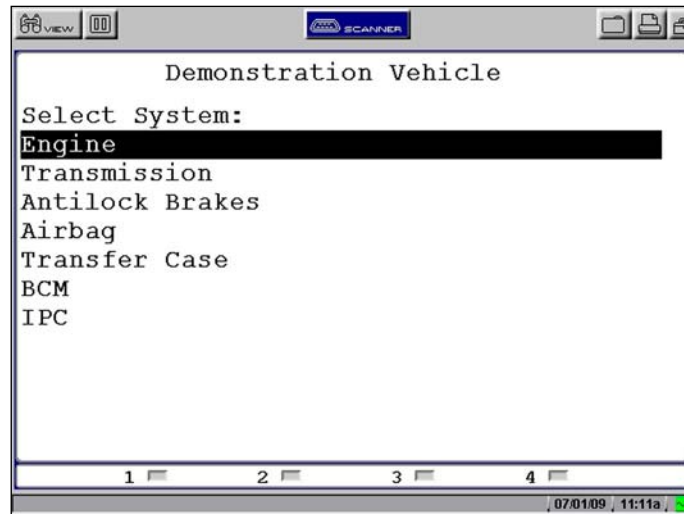 VIEW SCANNER
Demonstration Vehicle
Select System:
Engine
Transmission
Antilock Brakes
Airbag
Transfer Case
BCM
IPC
1 2 3 4
07/01/09 11:11a